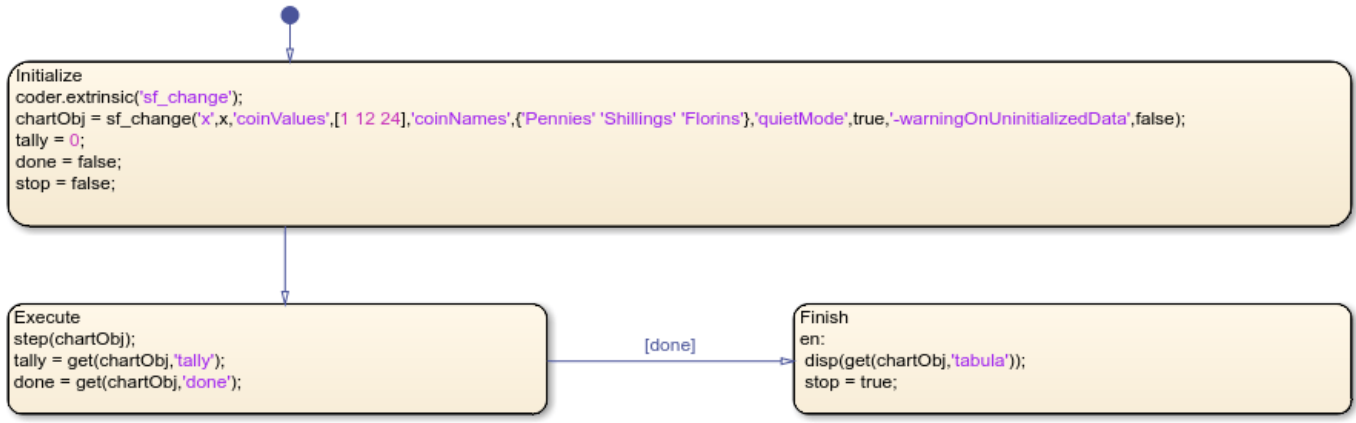 Initialize
coder.extrinsic('sf_change');
chartObj = sf_change('x',x,'coinValues',[1 12 24],'coinNames',{'Pennies' 'Shillings' 'Florins'},'quietMode',true,'-warningOnUninitializedData',false);
tally = 0;
done = false;
stop = false;
Execute
step(chartObj);
tally = get(chartObj,'tally');
done = get(chartObj,'done');
[done]
Finish
en:
disp(get(chartObj,'tabula'));
stop = true;